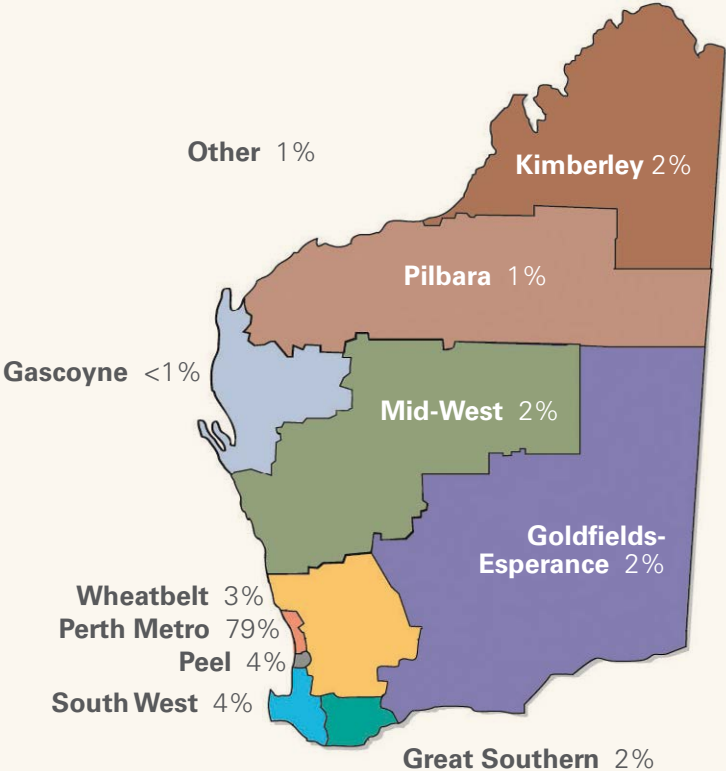 Other 1%
Kimberley 2%
Pilbara 1%
Gascoyne <1%
Mid-West 2%
Goldfields-
Esperance 2%
Wheatbelt 3%
Perth Metro 79%
Peel 4%
South West 4%
Great Southern 2%